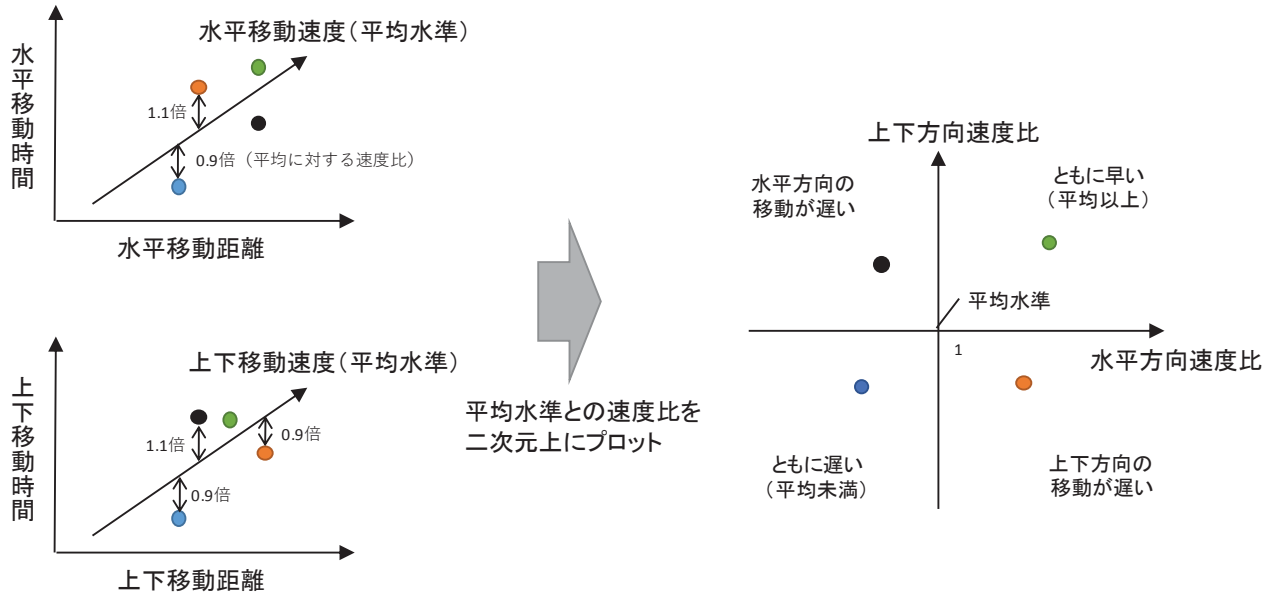 水平移動速度（平均水準）
水平移動時間
1.1倍
0.9倍（平均に対する速度比）
水平移動距離
上下移動速度（平均水準）
上下移動時間
1.1倍
0.9倍
0.9倍
上下移動距離
平均水準との速度比を
二次元上にプロット
上下方向速度比
水平方向の
移動が遅い
ともに早い
（平均以上）
平均水準
1
水平方向速度比
ともに遅い
（平均未満）
上下方向の
移動が遅い